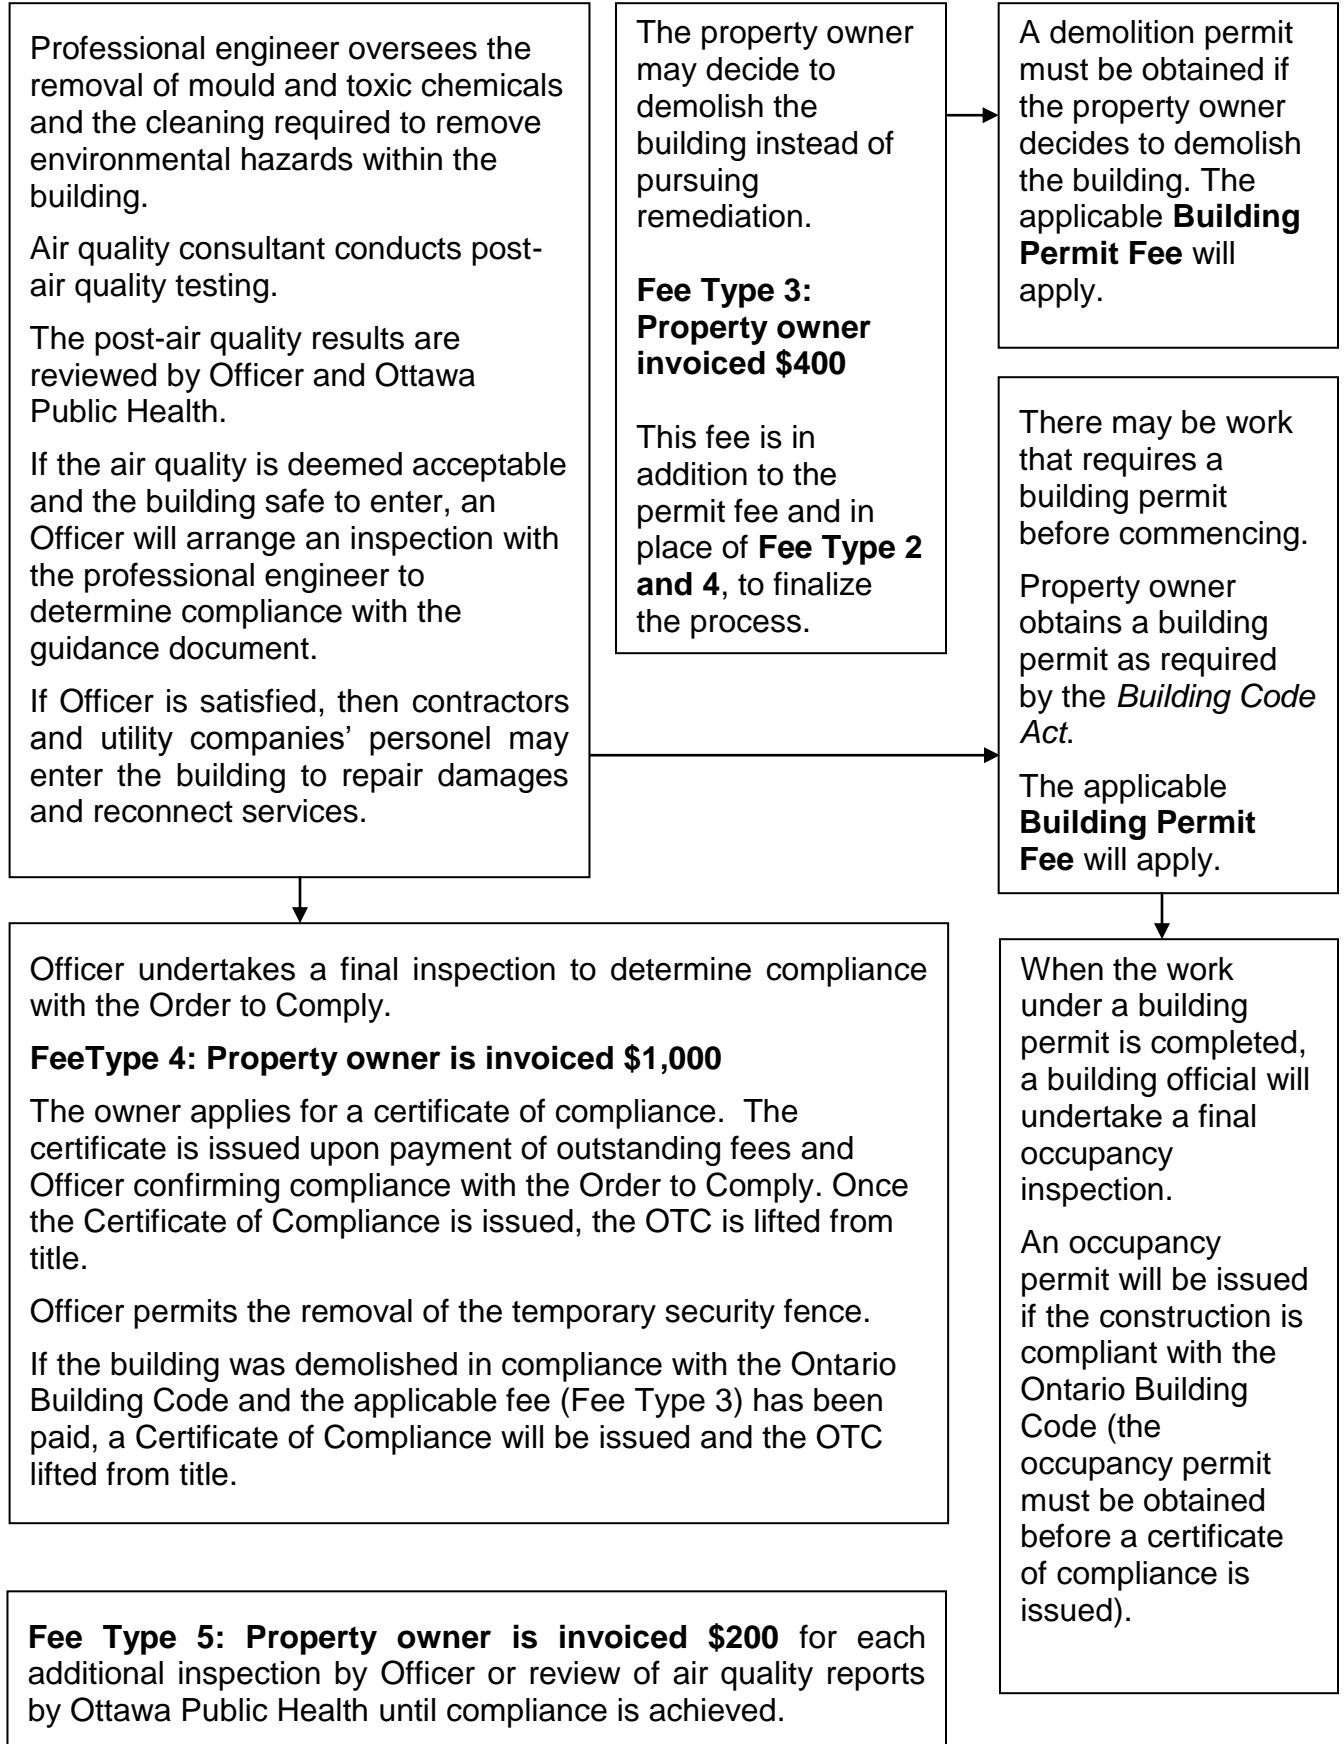 Professional engineer oversees the
removal of mould and toxic chemicals
and the cleaning required to remove
environmental hazards within the
building.
Air quality consultant conducts post-
air quality testing.
The post-air quality results are
reviewed by Officer and Ottawa
Public Health.
If the air quality is deemed acceptable
and the building safe to enter, an
Officer will arrange an inspection with
the professional engineer to
determine compliance with the
guidance document.
If Officer is satisfied, then contractors
and utility companies’ personel may
enter the building to repair damages
and reconnect services.
The property owner
may decide to
demolish the
building instead of
pursuing
remediation.
Fee Type 3:
Property owner
invoiced $400
This fee is in
addition to the
permit fee and in
place of Fee Type 2
and 4, to finalize
the process.
A demolition permit
must be obtained if
the property owner
decides to demolish
the building. The
applicable Building
Permit Fee will
apply.
There may be work
that requires a
building permit
before commencing.
Property owner
obtains a building
permit as required
by the Building Code
Act.
The applicable
Building Permit
Fee will apply.
Officer undertakes a final inspection to determine compliance
with the Order to Comply.
FeeType 4: Property owner is invoiced $1,000
The owner applies for a certificate of compliance.  The
certificate is issued upon payment of outstanding fees and
Officer confirming compliance with the Order to Comply. Once
the Certificate of Compliance is issued, the OTC is lifted from
title.
Officer permits the removal of the temporary security fence.
If the building was demolished in compliance with the Ontario
Building Code and the applicable fee (Fee Type 3) has been
paid, a Certificate of Compliance will be issued and the OTC
lifted from title.
When the work
under a building
permit is completed,
a building official will
undertake a final
occupancy
inspection.
An occupancy
permit will be issued
if the construction is
compliant with the
Ontario Building
Code (the
occupancy permit
must be obtained
before a certificate
of compliance is
issued).
Fee Type 5: Property owner is invoiced $200 for each
additional inspection by Officer or review of air quality reports
by Ottawa Public Health until compliance is achieved.